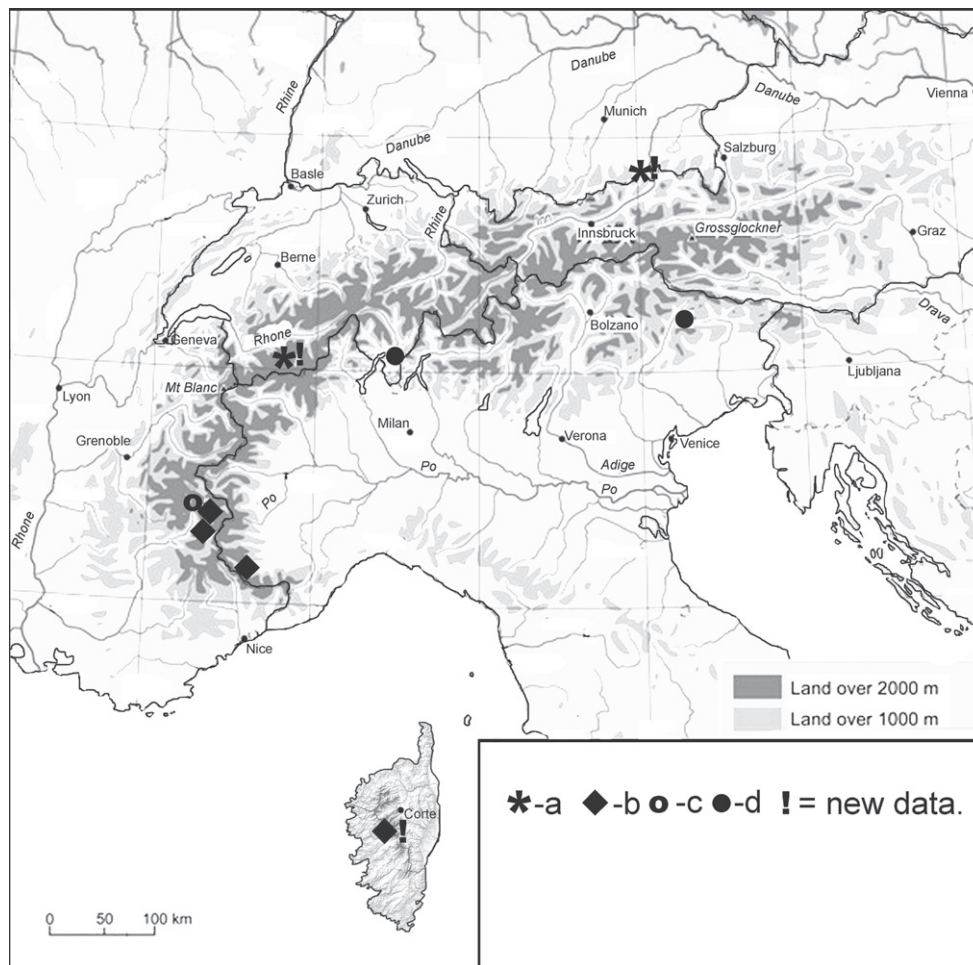 Danube
Rhine
Munich
Danube
Vienna
Danube
Salzburg
Basle
Zurich
Rhine
Innsbruck
Grossglockner
Graz
Berne
Drava
Bolzano
Rhone
Geneva
*!
*!
Mt Blanc
Ljubljana
Lyon
Milan
Grenoble
Verona
Venice
Adige
Po
Po
Po
o
Rhone
Nice
Land over 2000 m
Land over 1000 m
*-a ◆-b o-c ●-d ! = new data.
Corte
!
0 50 100 km